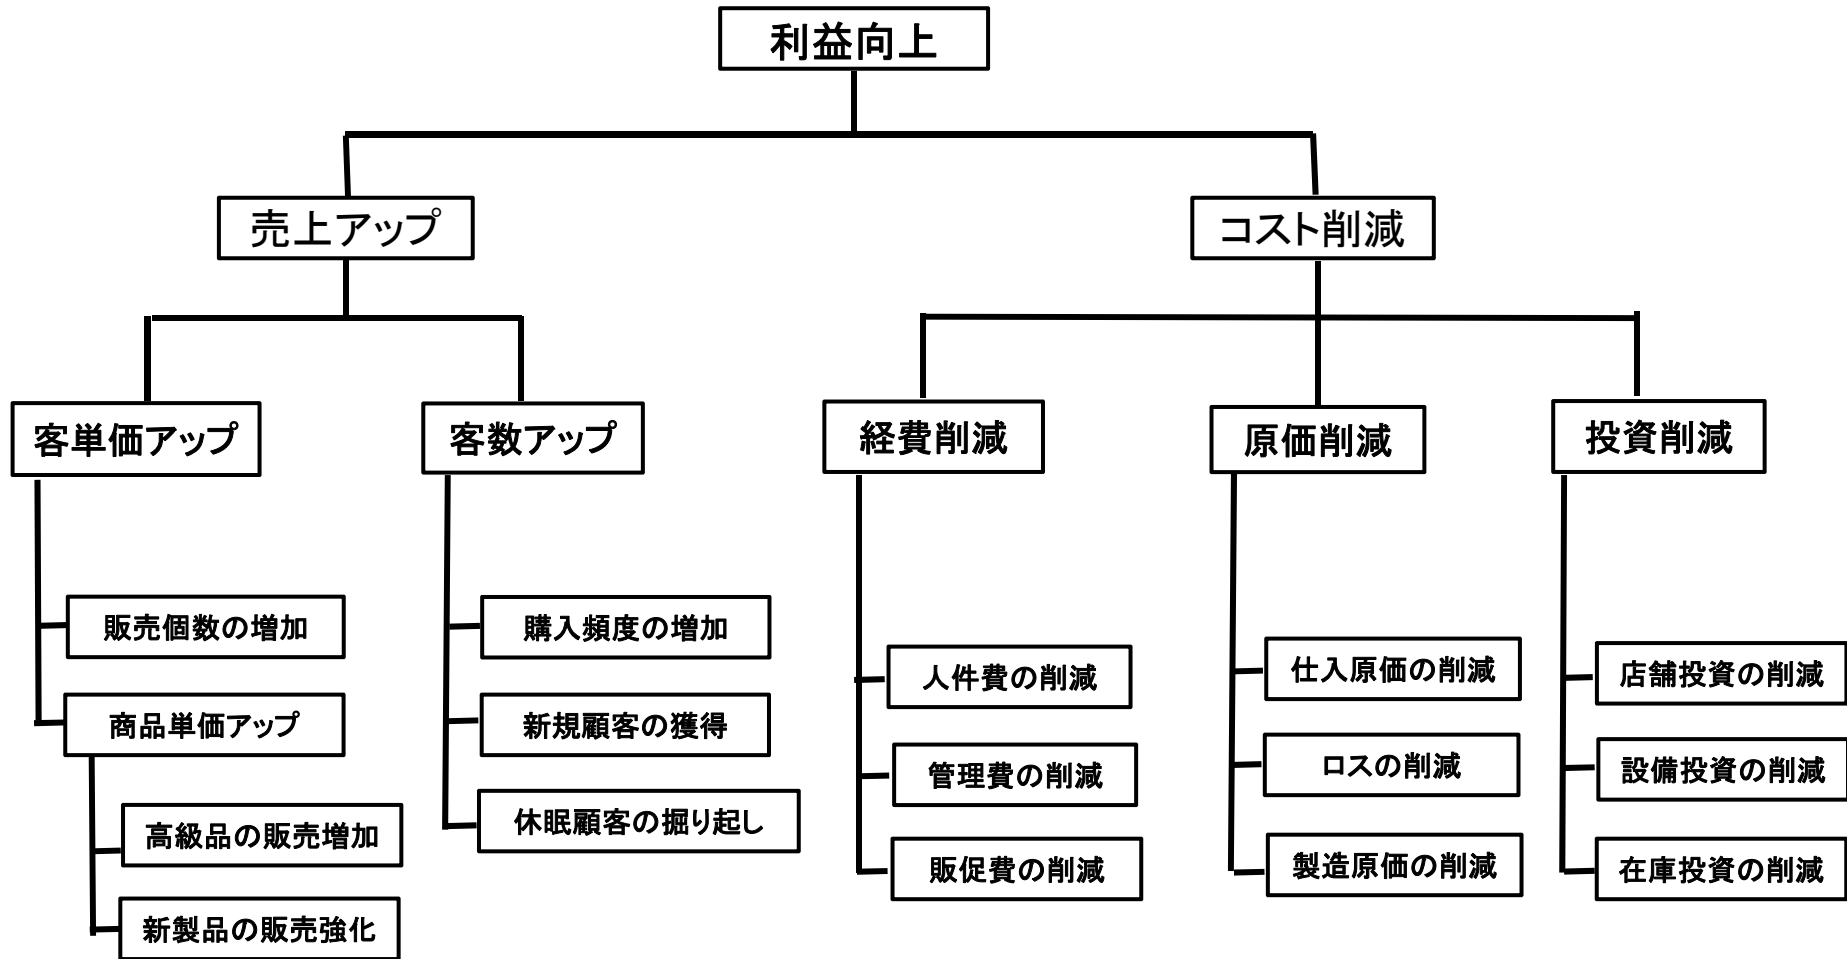 利益向上
売上アップ
コスト削減
客単価アップ
客数アップ
経費削減
原価削減
投資削減
販売個数の増加
商品単価アップ
高級品の販売増加
新製品の販売強化
購入頻度の増加
新規顧客の獲得
休眠顧客の掘り起し
人件費の削減
管理費の削減
販促費の削減
仕入原価の削減
ロスの削減
製造原価の削減
店舗投資の削減
設備投資の削減
在庫投資の削減